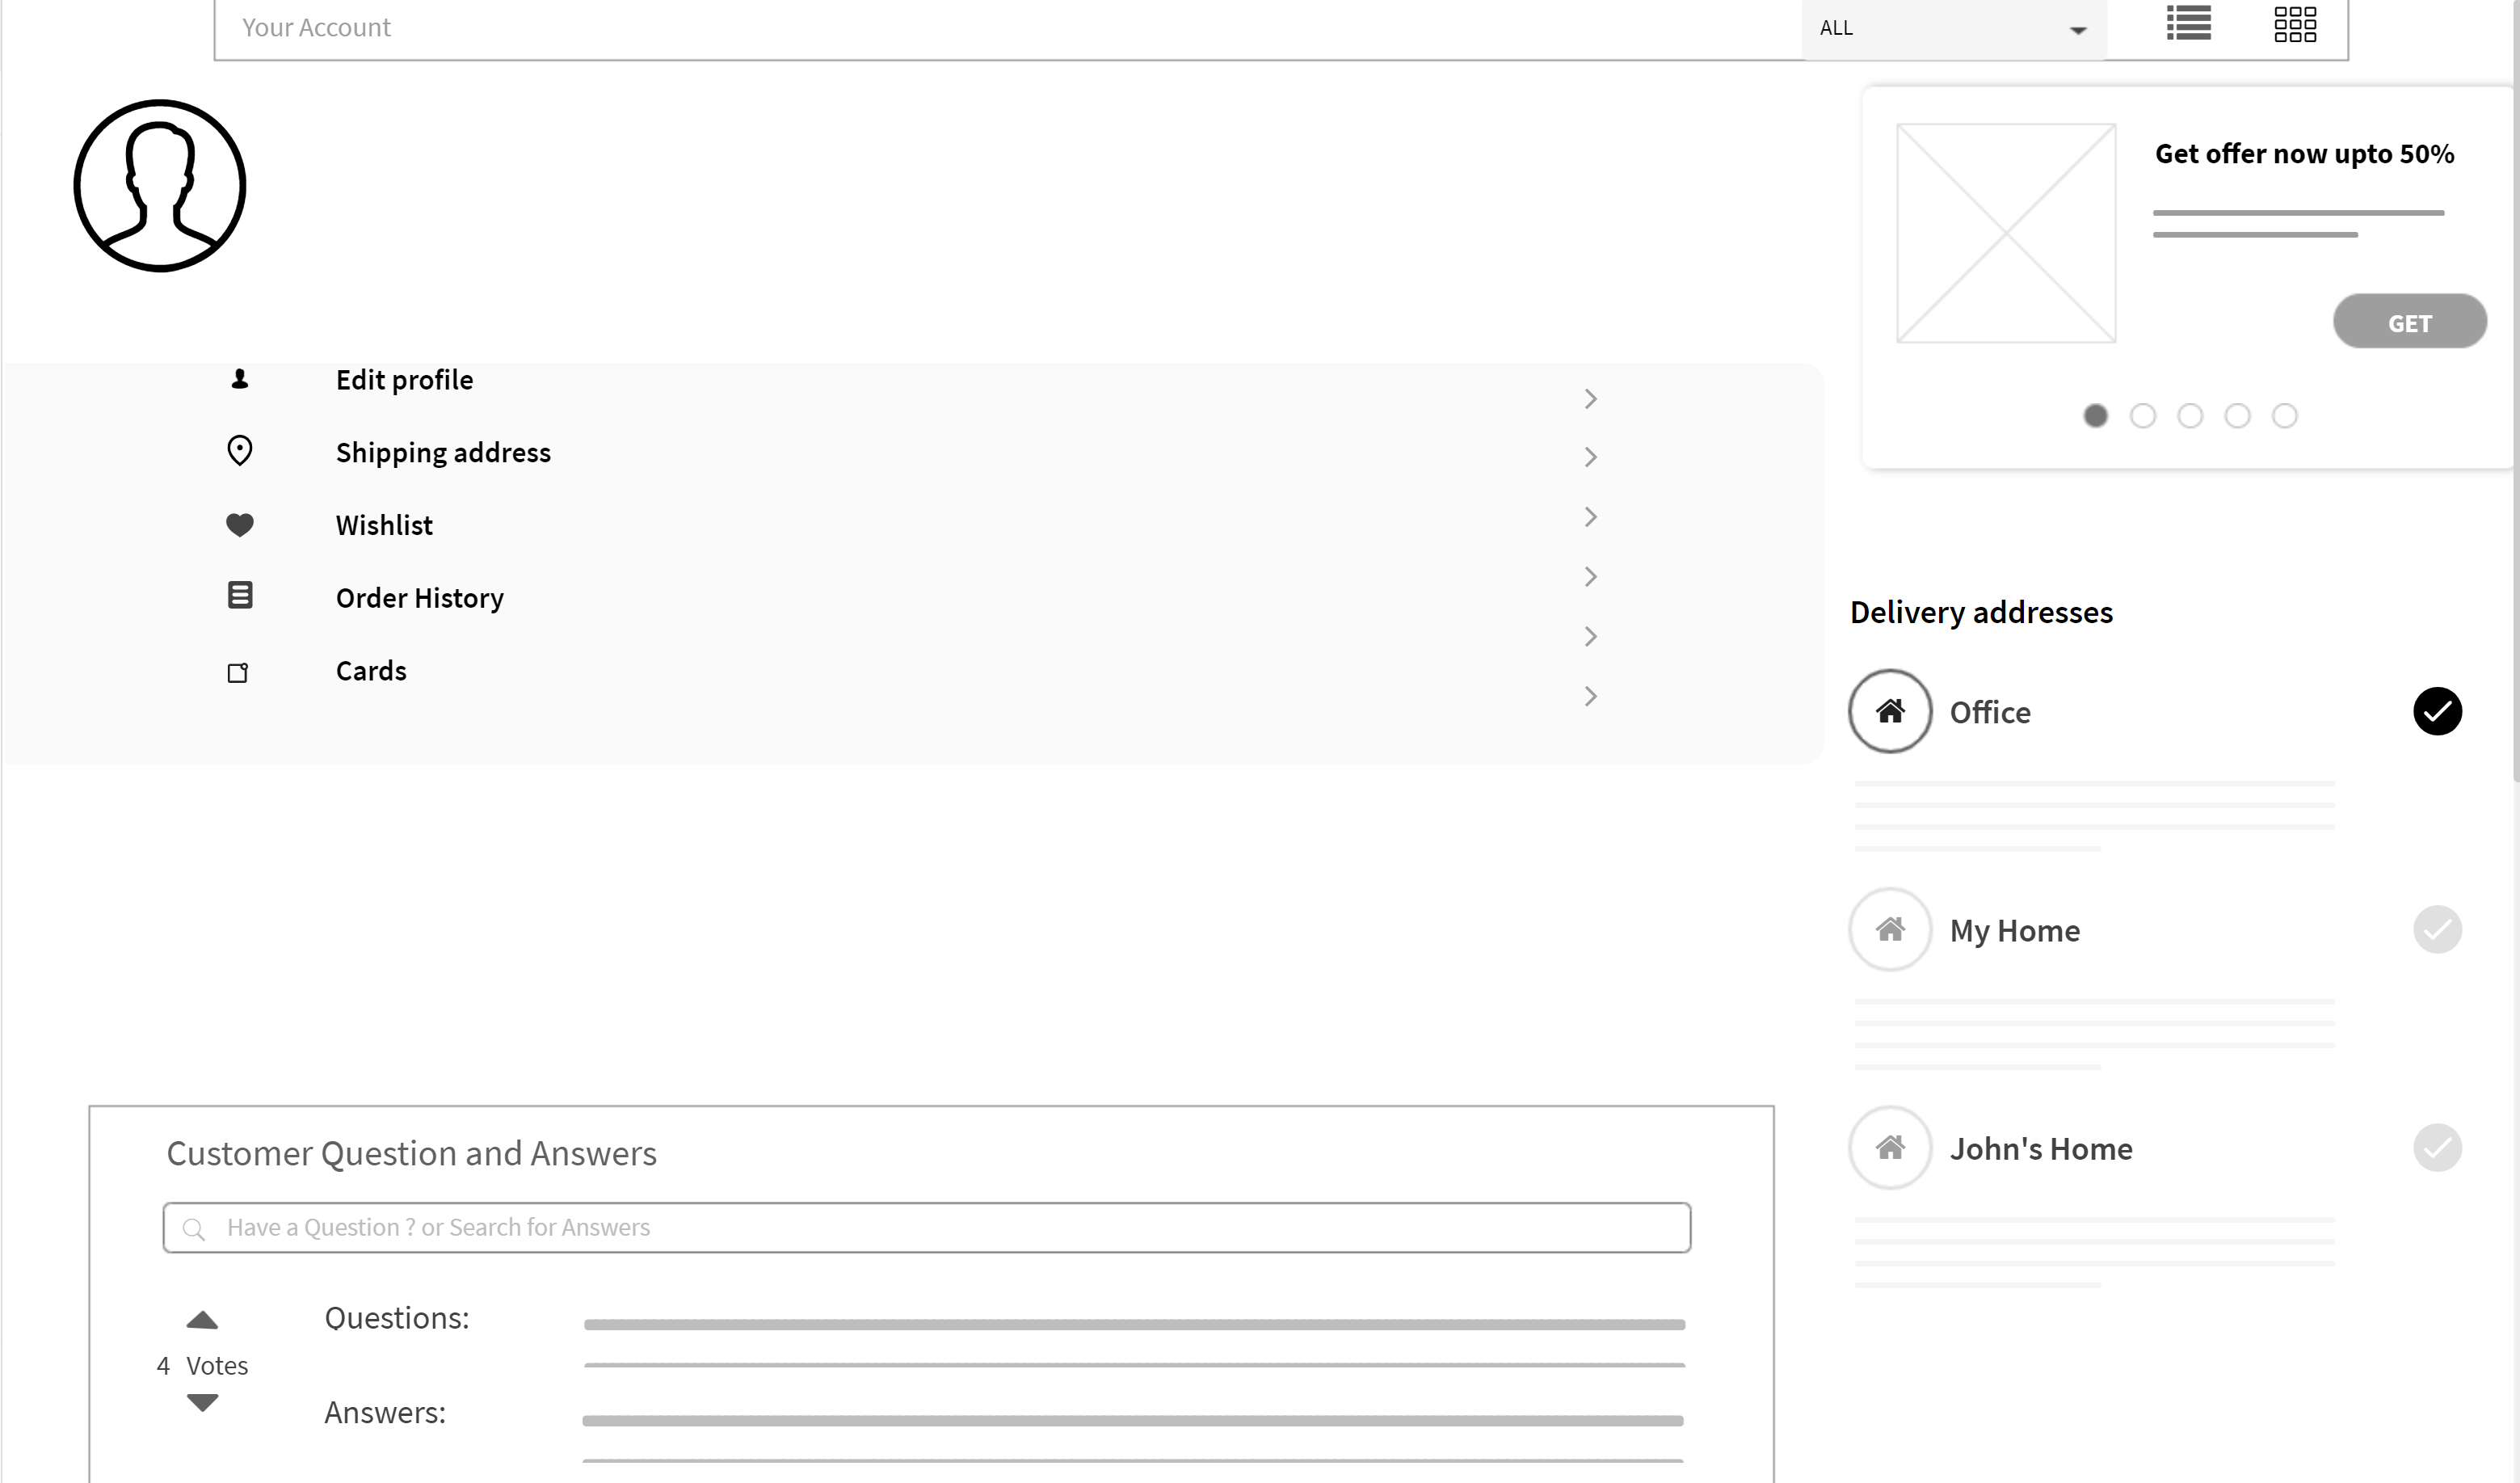 Your Account
ALL
Get offer now upto 50%
GET
Edit profile
Shipping address
Wishlist
Order History
Cards
Delivery addresses
Office
My Home
John's Home
Customer Question and Answers
Have a Question ? or Search for Answers
Questions:
4 Votes
Answers: